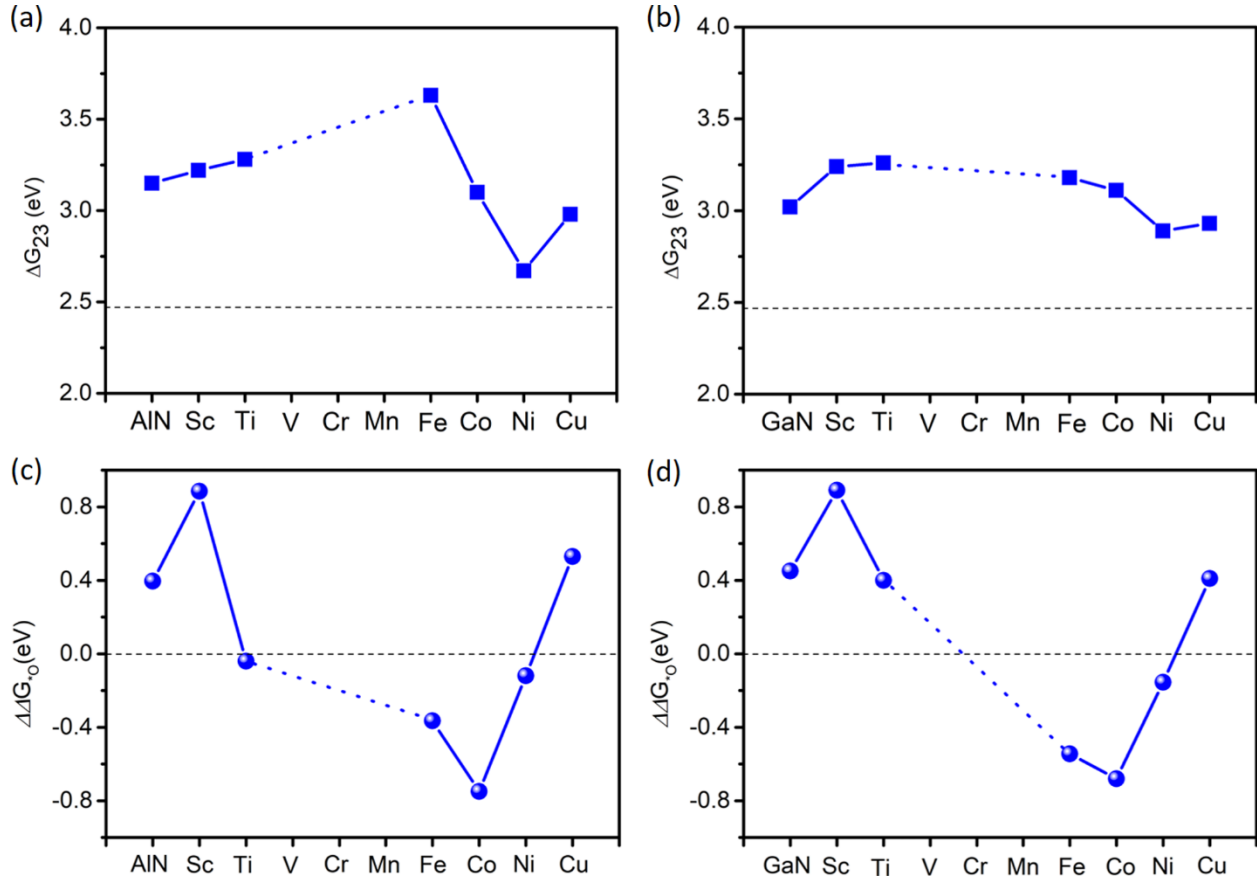 (a)
4.0
3.5
3.0
2.5
2.0
ΔG23 (eV)
AlN Sc Ti V Cr Mn Fe Co Ni Cu
(b)
4.0
3.5
3.0
2.5
2.0
ΔG23 (eV)
GaN Sc Ti V Cr Mn Fe Co Ni Cu
(c)
0.8
0.4
0.0
-0.4
-0.8
ΔΔG*O(eV)
AlN Sc Ti V Cr Mn Fe Co Ni Cu
(d)
0.8
0.4
0.0
-0.4
-0.8
ΔΔG*O(eV)
GaN Sc Ti V Cr Mn Fe Co Ni Cu